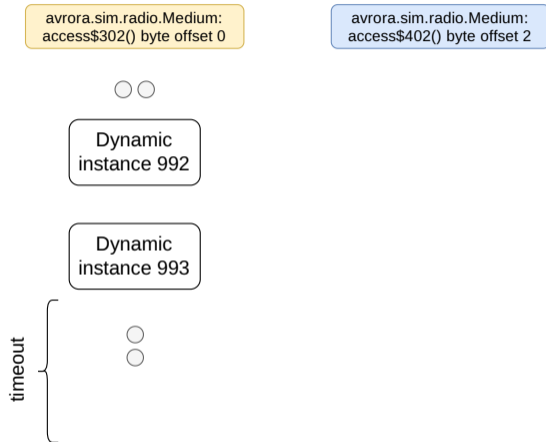 avrora.sim.radio.Medium:
access$302() byte offset 0
avrora.sim.radio.Medium:
access$402() byte offset 2
Dynamic
instance 992
Dynamic
instance 993
timeout